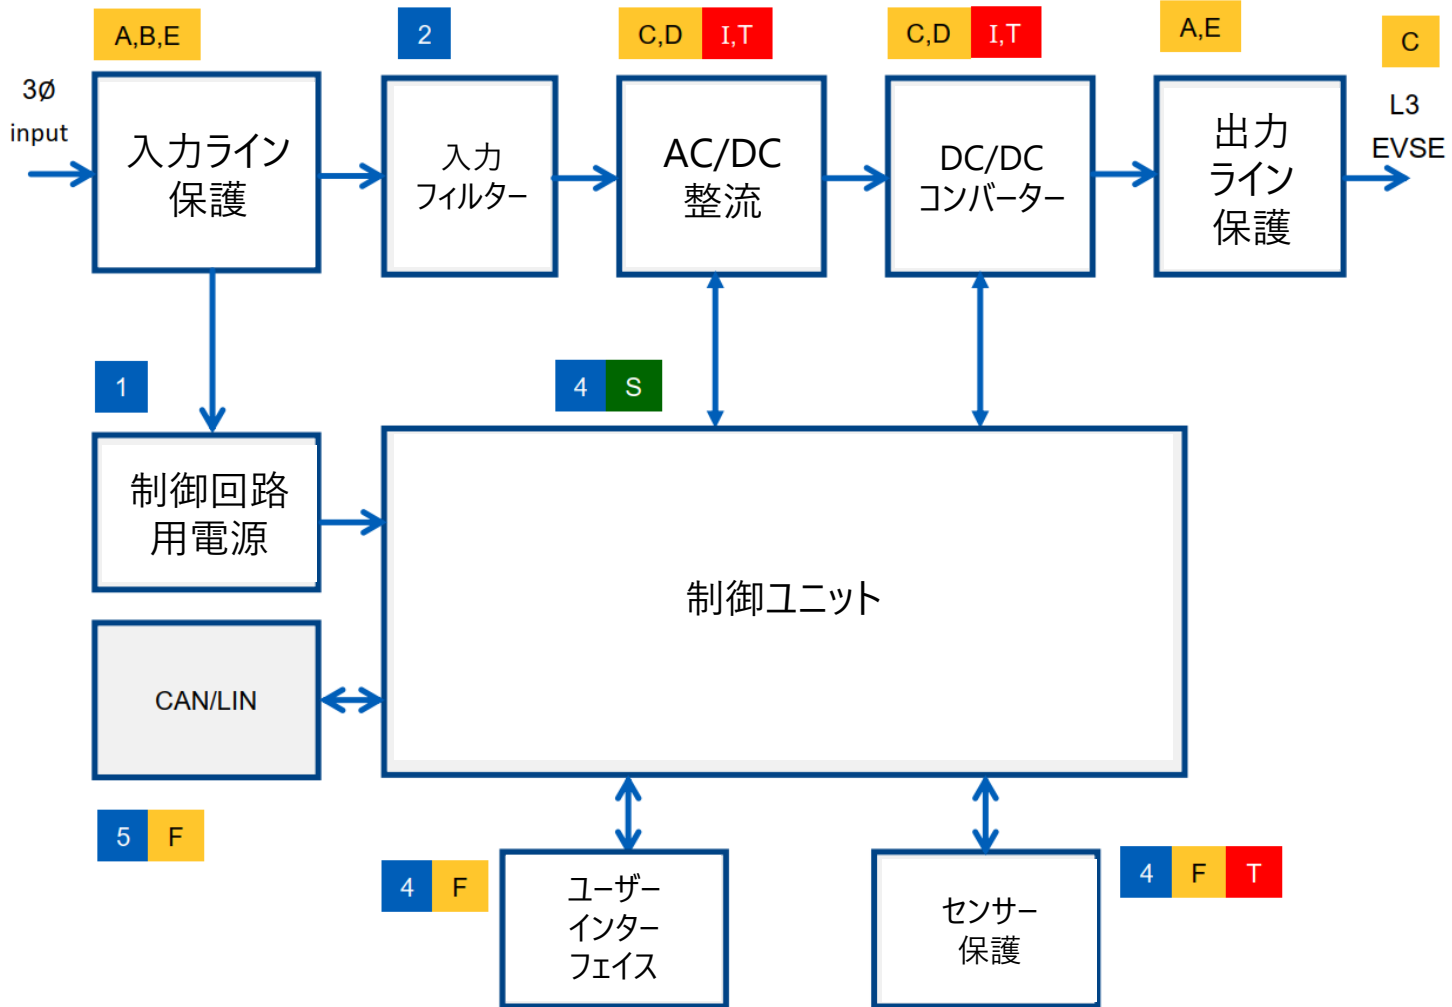 A,B,E
2
C,D
I,T
C,D
I,T
A,E
C
3Ø
input
入力ライン
保護
入力
フィルター
AC/DC
整流
DC/DC
コンバーター
出力
ライン
保護
L3
EVSE
1
4
S
制御回路
用電源
制御ユニット
CAN/LIN
5
F
4
F
ユーザー
インター
フェイス
センサー
保護
4
F
T